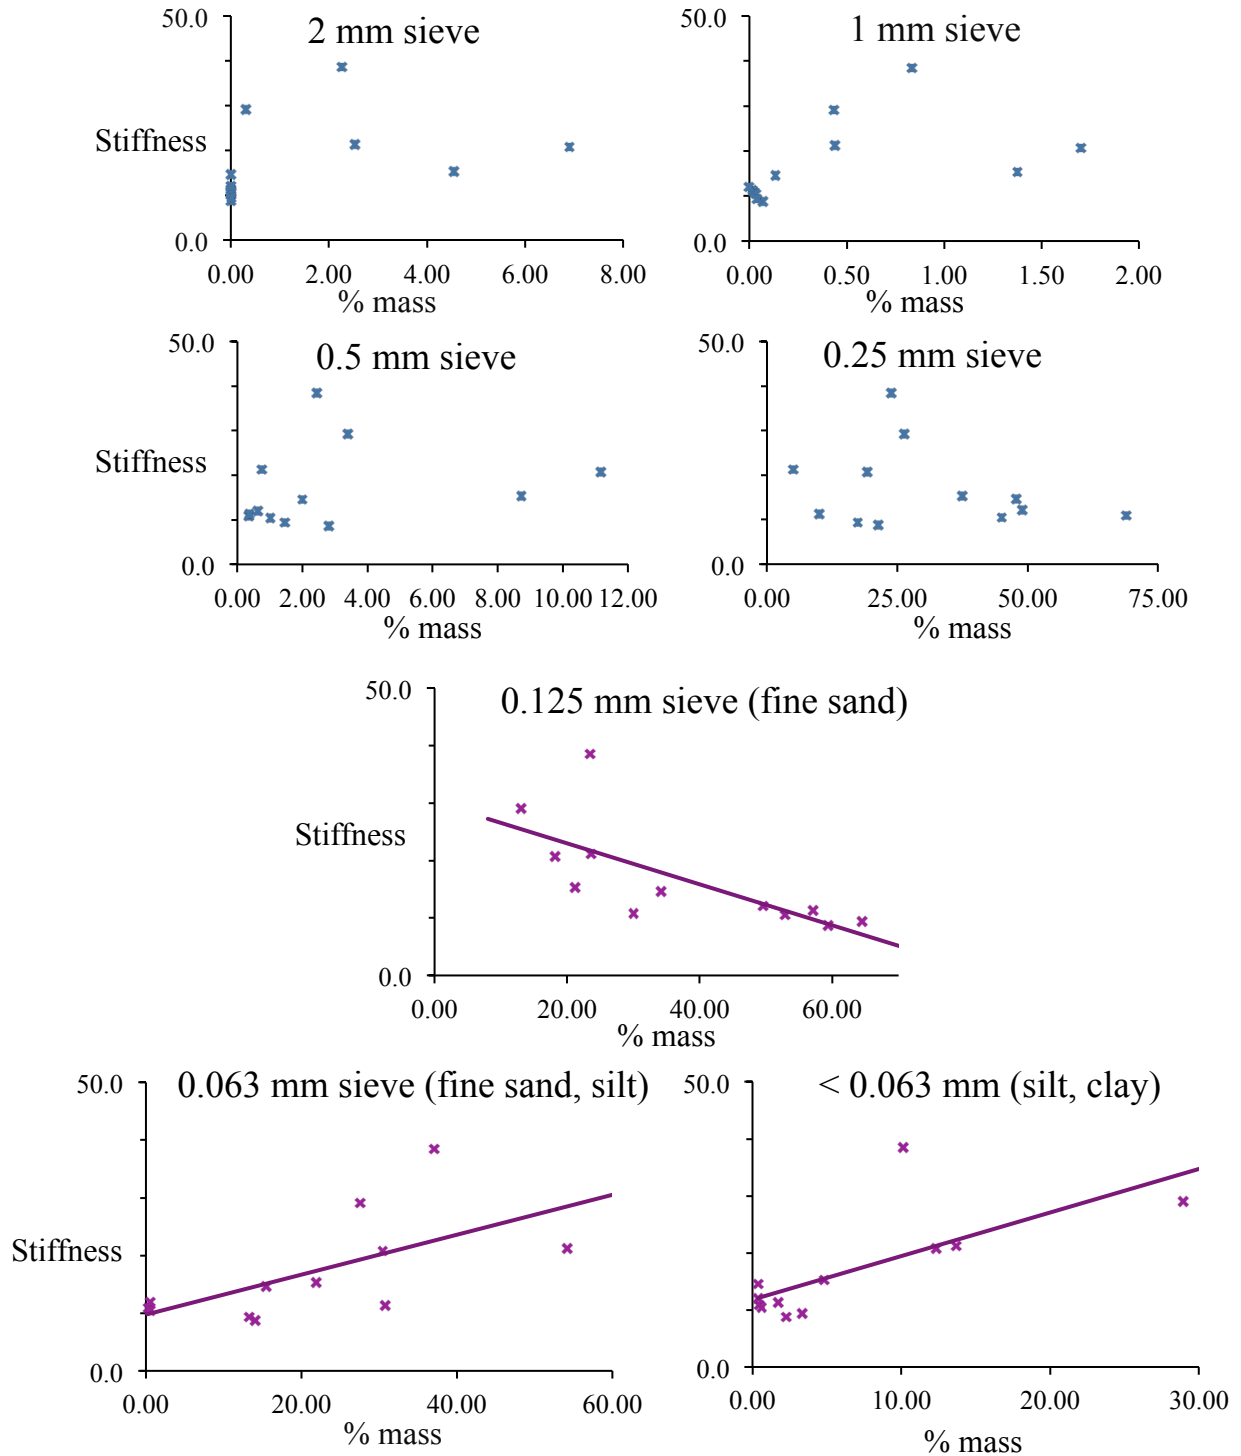 2 mm sieve
50.0
Stiffness
0.0
0.00 2.00 4.00 6.00 8.00
% mass
1 mm sieve
50.0
0.0
0.00 0.50 1.00 1.50 2.00
% mass
0.5 mm sieve
50.0
Stiffness
0.0
0.00 2.00 4.00 6.00 8.00 10.00 12.00
% mass
0.25 mm sieve
50.0
0.0
0.00 25.00 50.00 75.00
% mass
0.125 mm sieve (fine sand)
50.0
Stiffness
0.0
0.00 20.00 40.00 60.00
% mass
0.063 mm sieve (fine sand, silt)
50.0
Stiffness
0.0
0.00 20.00 40.00 60.00
% mass
< 0.063 mm (silt, clay)
50.0
0.0
0.00 10.00 20.00 30.00
% mass